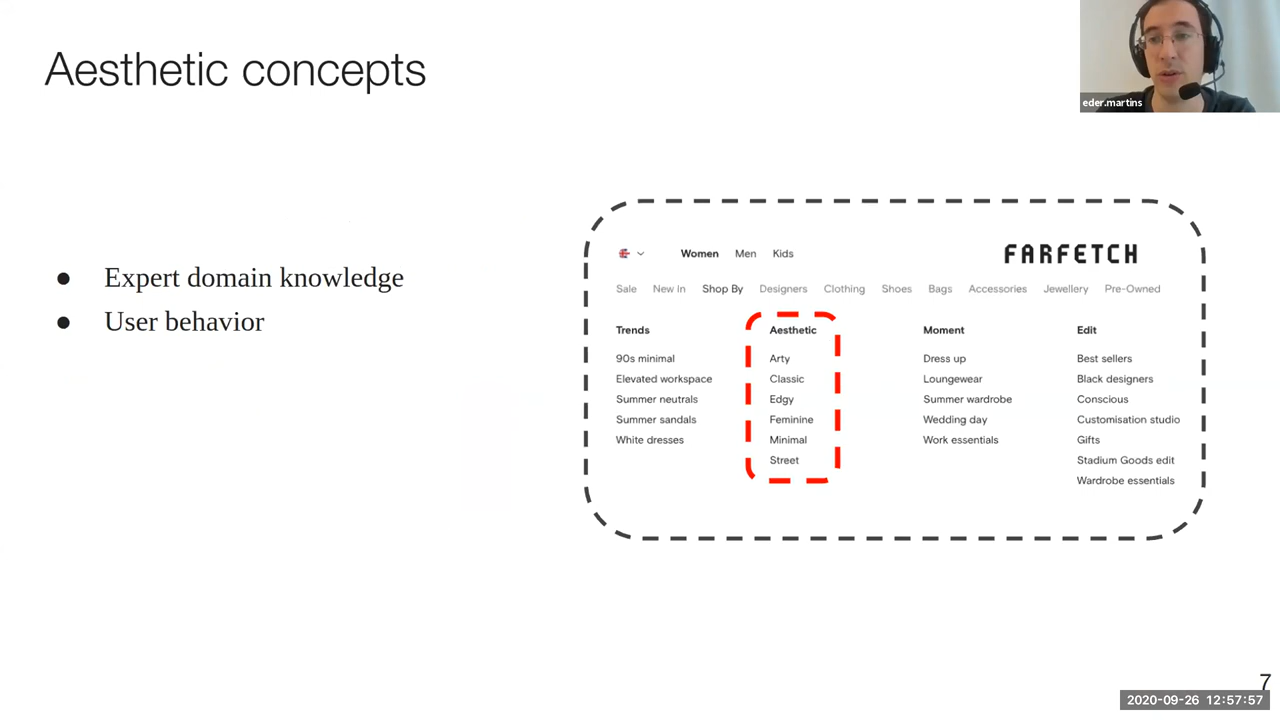 Aesthetic concepts
eder.martins
● Expert domain knowledge
● User behavior
Women Men Kids
FARFETCH
Sale New In Shop By Designers Clothing Shoes Bags Accessories Jewellery Pre-Owned
Trends
90s minimal
Elevated workspace
Summer neutrals
Summer sandals
White dresses
Aesthetic
Arty
Classic
Edgy
Feminine
Minimal
Street
Moment
Dress up
Loungewear
Summer wardrobe
Wedding day
Work essentials
Edit
Best sellers
Black designers
Conscious
Customisation studio
Gifts
Stadium Goods edit
Wardrobe essentials
7
2020-09-26 12:57:57